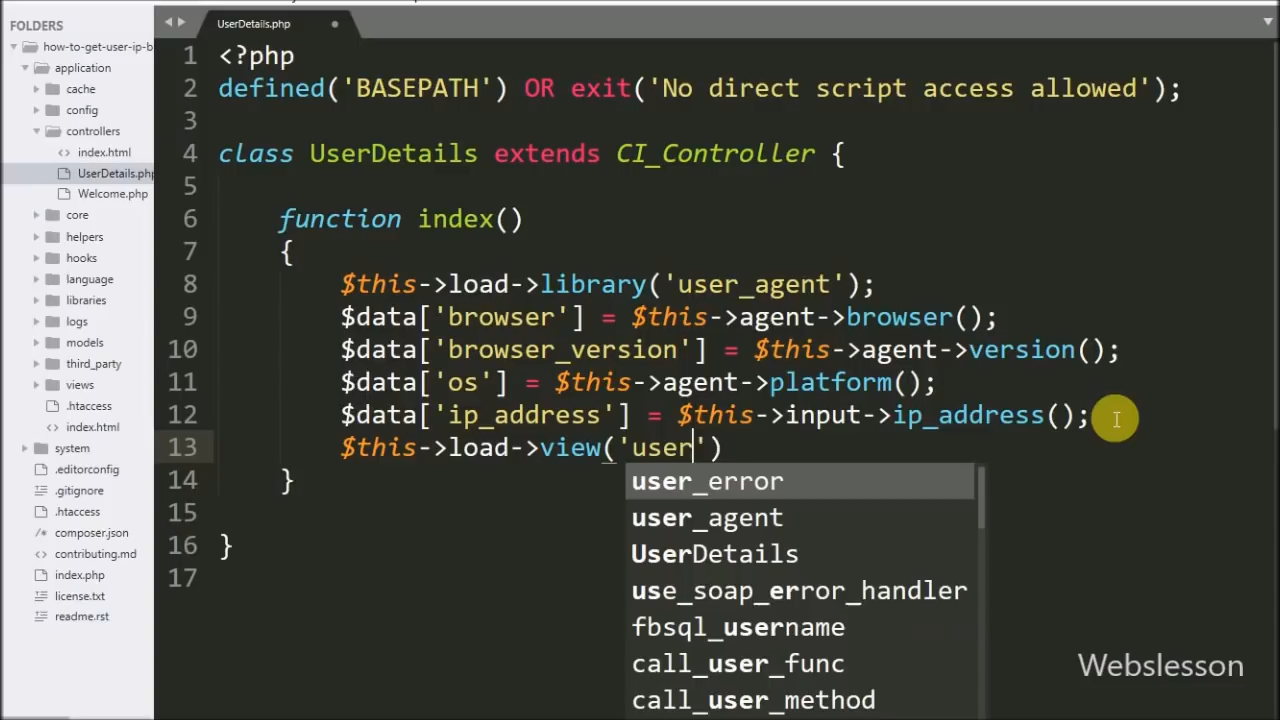 FOLDERS
how-to-get-user-ip-b
application
cache
config
controllers
index.html
UserDetails.php
Welcome.php
core
helpers
hooks
language
libraries
logs
models
third_party
views
.htaccess
index.html
system
.editorconfig
.gitignore
.htaccess
composer.json
contributing.md
index.php
license.txt
readme.rst
UserDetails.php
1 <?php
2 defined('BASEPATH') OR exit('No direct script access allowed');
3
4 class UserDetails extends CI_Controller {
5
6 function index()
7 {
8 $this->load->library('user_agent');
9 $data['browser'] = $this->agent->browser();
10 $data['browser_version'] = $this->agent->version();
11 $data['os'] = $this->agent->platform();
12 $data['ip_address'] = $this->input->ip_address();
13 $this->load->view('user')
14 }
15
16 }
17
user_error
user_agent
UserDetails
use_soap_error_handler
fbsql_username
call_user_func
call_user_method
Webslesson